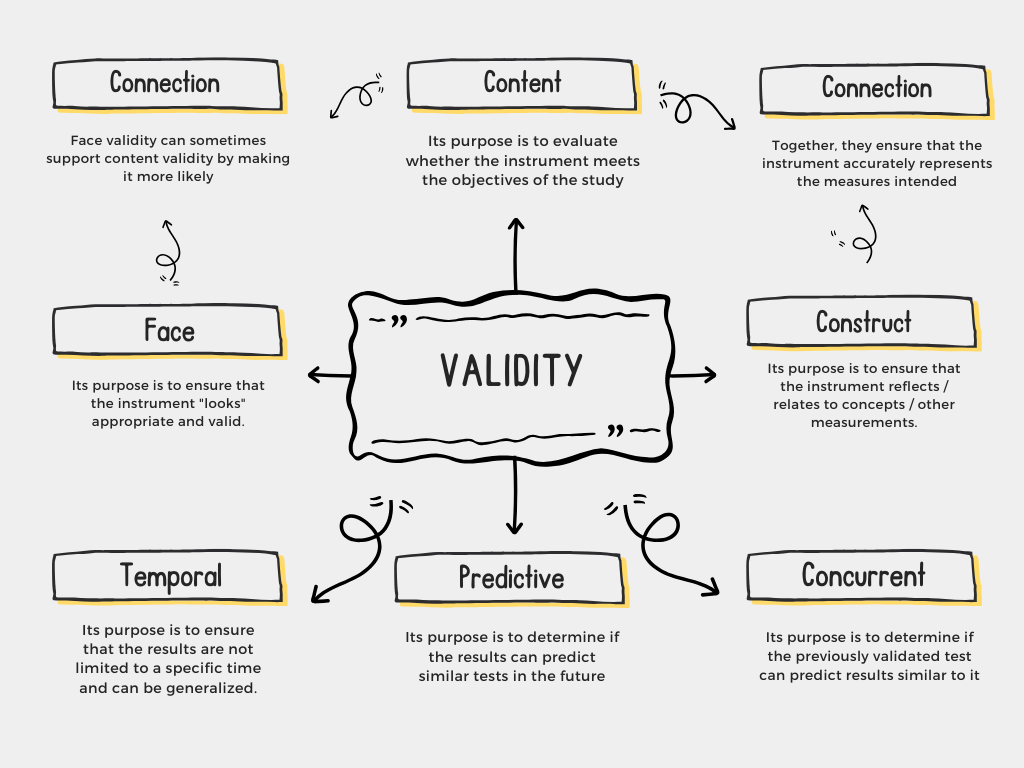 Connection
Face validity can sometimes
support content validity by making
it more likely
Content
Its purpose is to evaluate
whether the instrument meets
the objectives of the study
Connection
Together, they ensure that the
instrument accurately represents
the measures intended
Face
Its purpose is to ensure that
the instrument "looks"
appropriate and valid.
VALIDITY
Construct
Its purpose is to ensure that
the instrument reflects /
relates to concepts / other
measurements.
Temporal
Its purpose is to ensure
that the results are not
limited to a specific time
and can be generalized.
Predictive
Its purpose is to determine if
the results can predict
similar tests in the future
Concurrent
Its purpose is to determine if
the previously validated test
can predict results similar to it